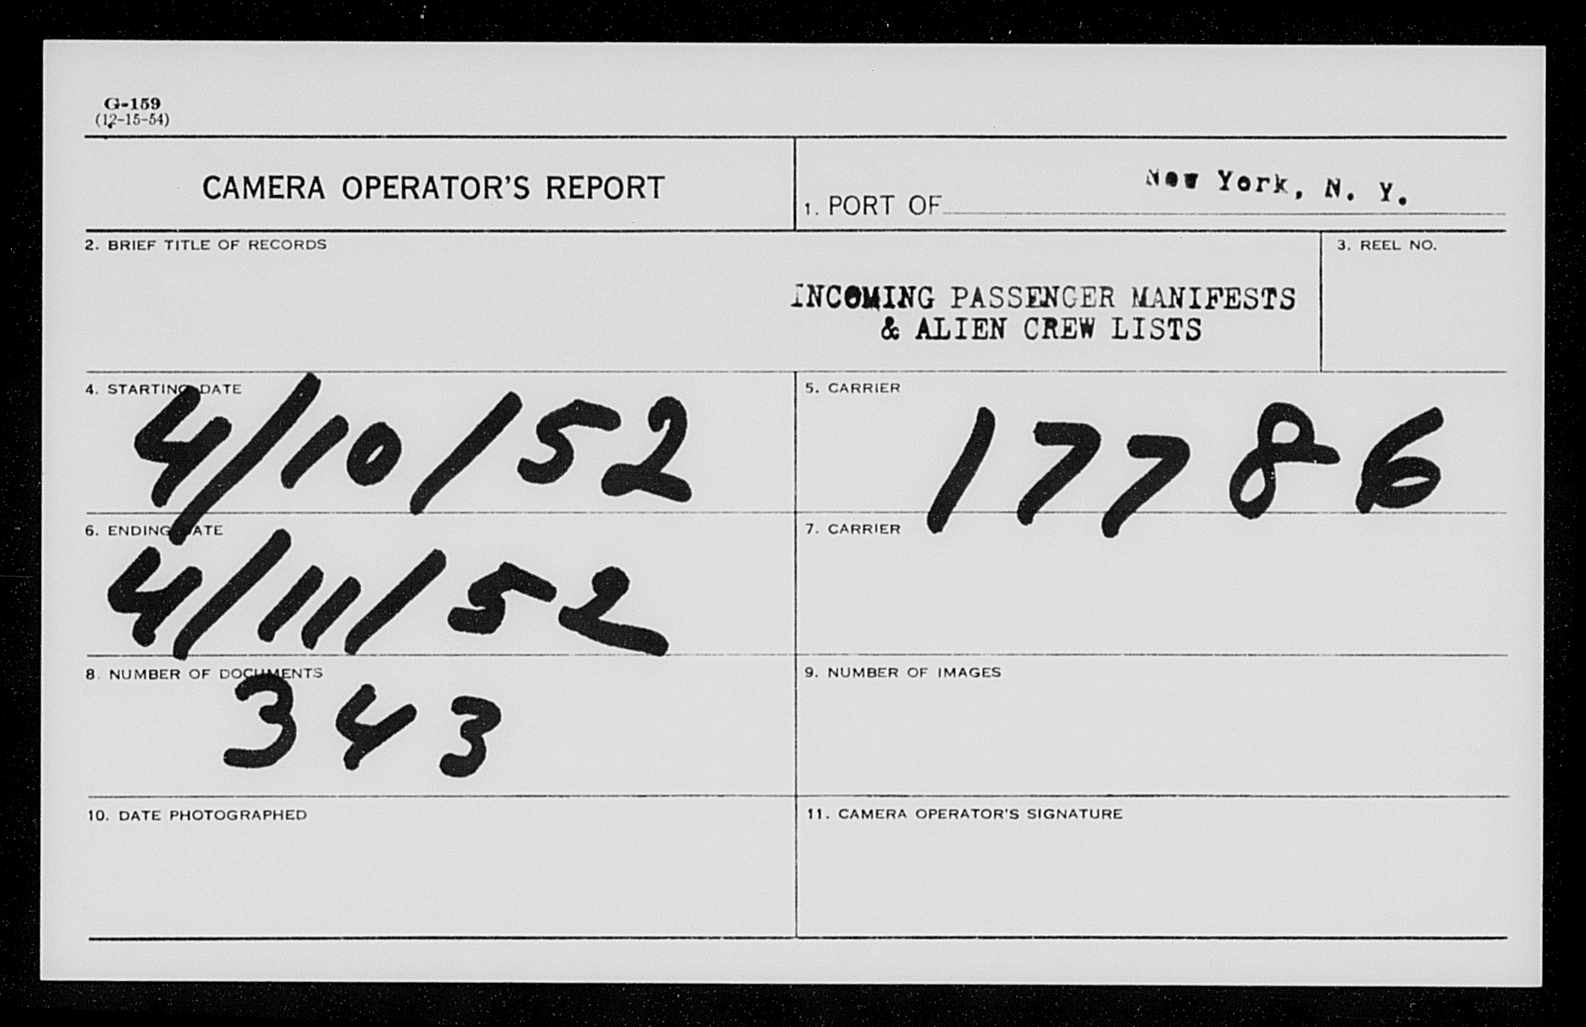 G-159
(12-15-54)
CAMERA OPERATOR'S REPORT
1. PORT OF New York, N. Y.
2. BRIEF TITLE OF RECORDS
INCOMING PASSENGER MANIFESTS
& ALIEN CREW LISTS
3. REEL NO.
4. STARTING DATE
4/10/52
5. CARRIER
17786
6. ENDING DATE
4/11/52
7. CARRIER
8. NUMBER OF DOCUMENTS
343
9. NUMBER OF IMAGES
10. DATE PHOTOGRAPHED
11. CAMERA OPERATOR'S SIGNATURE